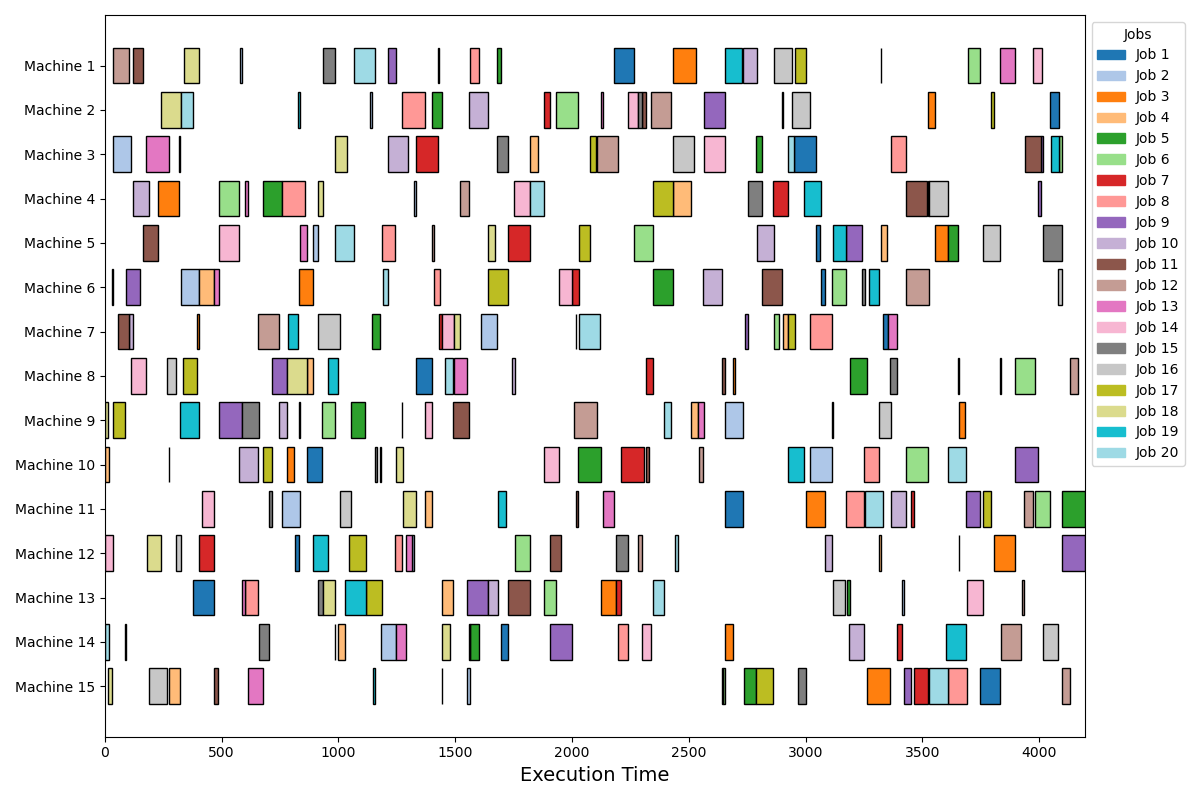 Machine 1
Machine 2
Machine 3
Machine 4
Machine 5
Machine 6
Machine 7
Machine 8
Machine 9
Machine 10
Machine 11
Machine 12
Machine 13
Machine 14
Machine 15
0 500 1000 1500 2000 2500 3000 3500 4000
Execution Time
Jobs
Job 1
Job 2
Job 3
Job 4
Job 5
Job 6
Job 7
Job 8
Job 9
Job 10
Job 11
Job 12
Job 13
Job 14
Job 15
Job 16
Job 17
Job 18
Job 19
Job 20